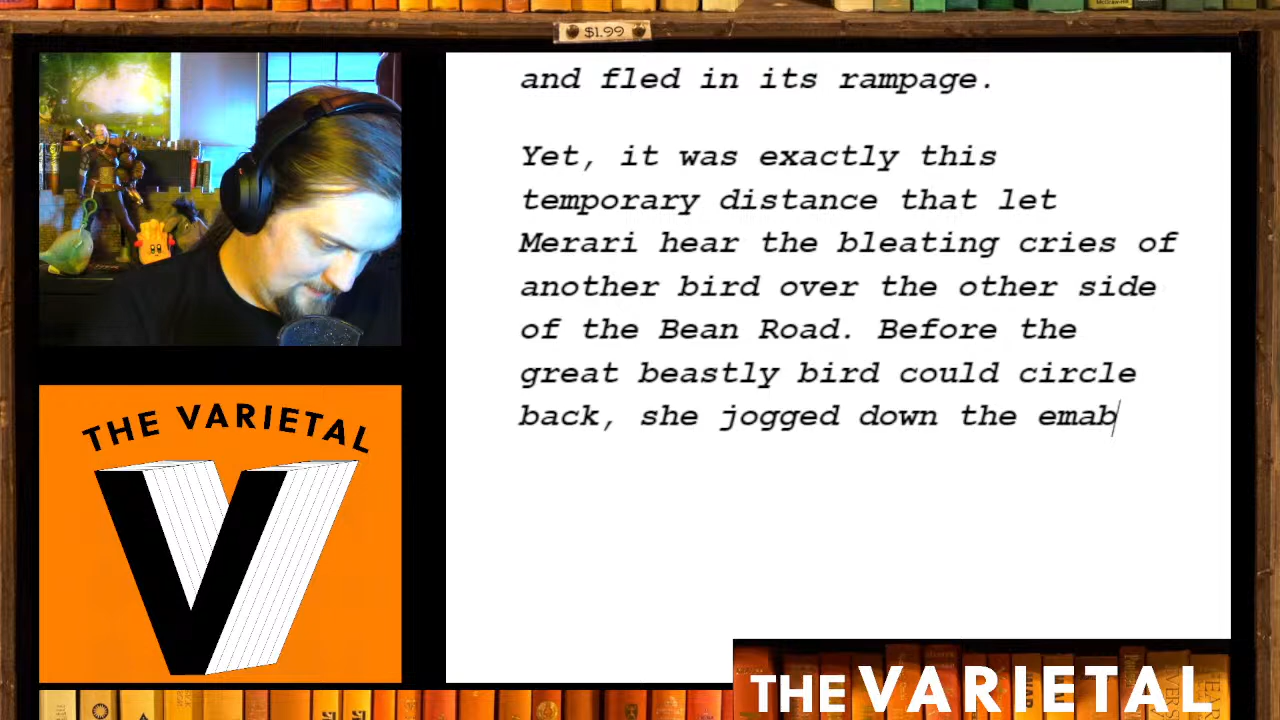 $1.99
and fled in its rampage.
Yet, it was exactly this
temporary distance that let
Merari hear the bleating cries of
another bird over the other side
of the Bean Road. Before the
great beastly bird could circle
back, she jogged down the emab
THE VARIETAL
V
THE VARIETAL